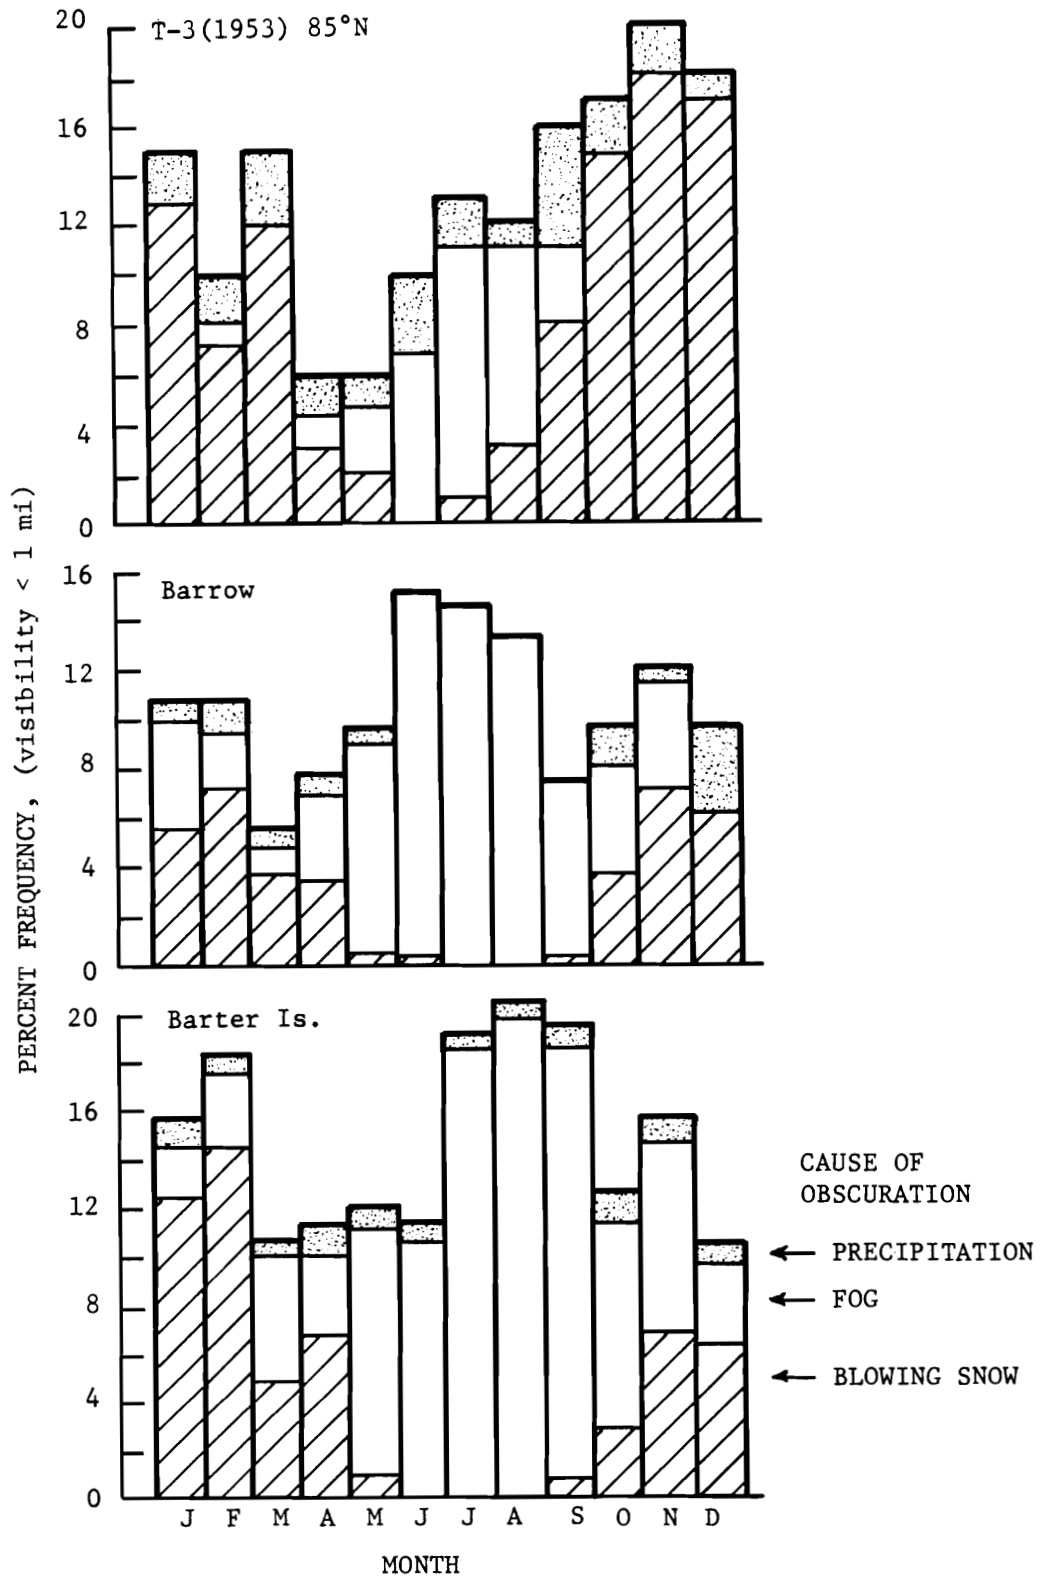 T-3(1953) 85°N
20
16
12
8
4
0
Barrow
16
12
8
4
0
Barter Is.
20
16
12
8
4
0
PERCENT FREQUENCY, (visibility < 1 mi)
J F M A M J J A S O N D
MONTH
CAUSE OF
OBSCURATION
PRECIPITATION
FOG
BLOWING SNOW